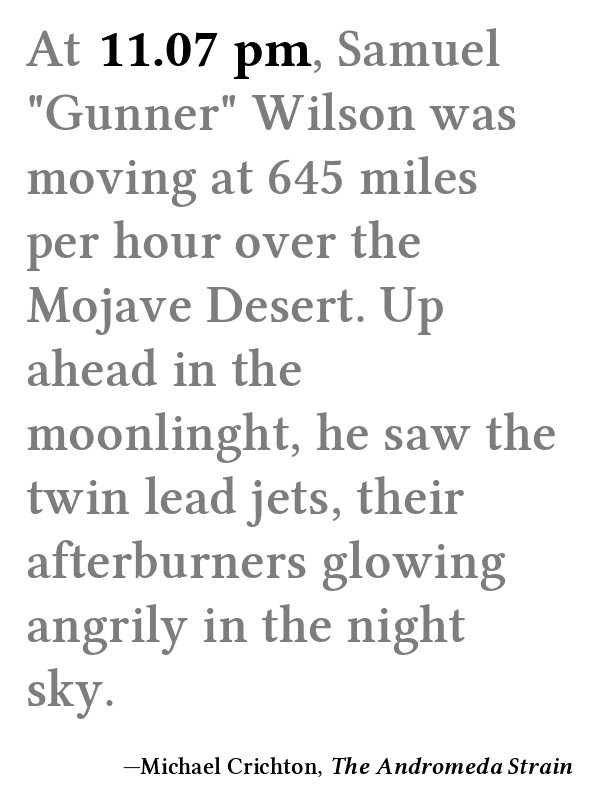 At 11.07 pm, Samuel
"Gunner" Wilson was
moving at 645 miles
per hour over the
Mojave Desert. Up
ahead in the
moonlinght, he saw the
twin lead jets, their
afterburners glowing
angrily in the night
sky.
—Michael Crichton, The Andromeda Strain